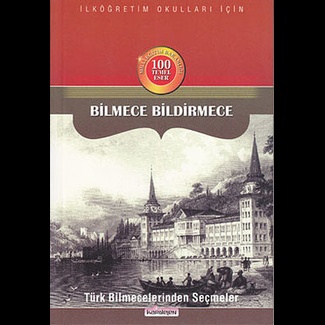 İLKÖĞRETİM OKULLARI İÇİN
100
TEMEL
ESER
BİLMECE BİLDİRMECE
Türk Bilmecelerinden Seçmeler